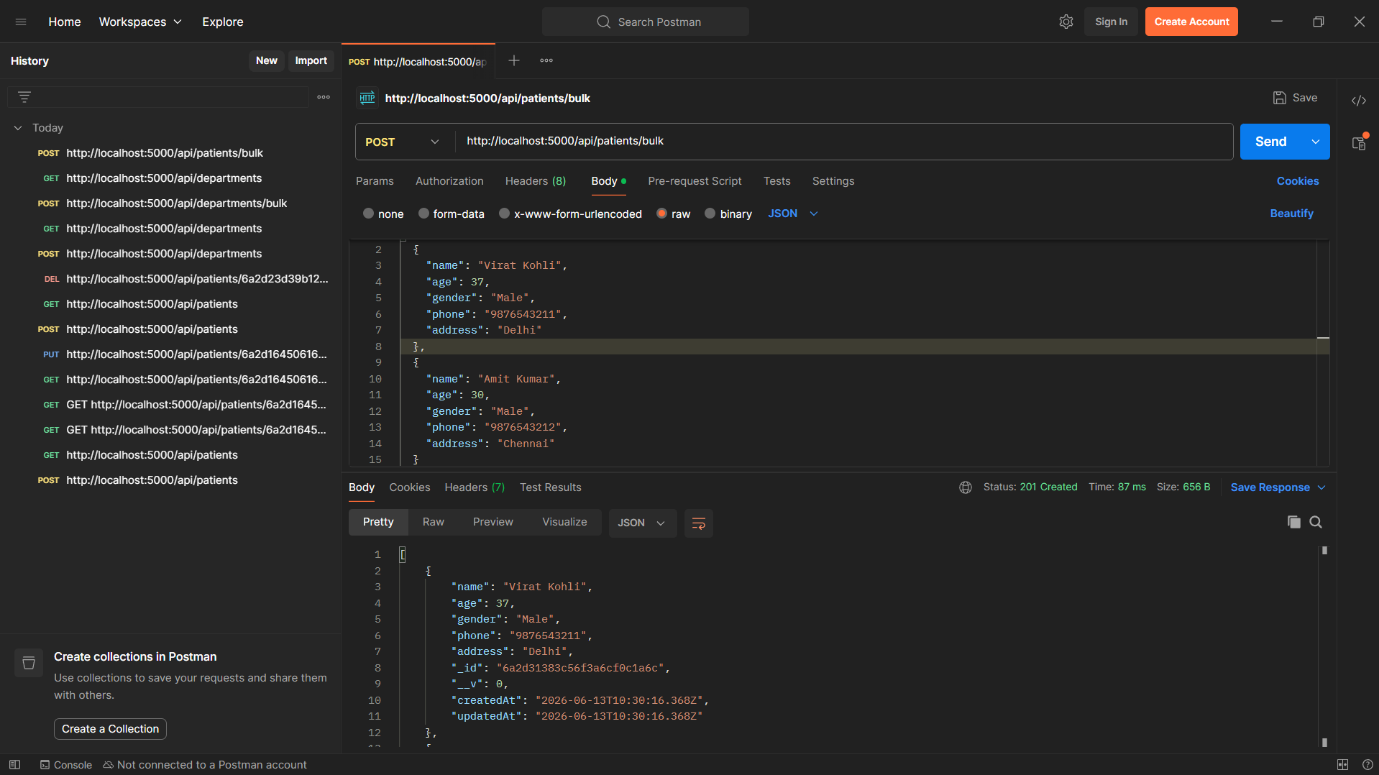 Home Workspaces Explore
Search Postman
Sign In Create Account
History New Import
Today
POST http://localhost:5000/api/patients/bulk
GET http://localhost:5000/api/departments
POST http://localhost:5000/api/departments/bulk
GET http://localhost:5000/api/departments
POST http://localhost:5000/api/departments
DEL http://localhost:5000/api/patients/6a2d23d39b12...
GET http://localhost:5000/api/patients
POST http://localhost:5000/api/patients
PUT http://localhost:5000/api/patients/6a2d16450616...
GET http://localhost:5000/api/patients/6a2d16450616...
GET GET http://localhost:5000/api/patients/6a2d1645...
GET GET http://localhost:5000/api/patients/6a2d1645...
GET http://localhost:5000/api/patients
POST http://localhost:5000/api/patients
Create collections in Postman
Use collections to save your requests and share them
with others.
Create a Collection
POST http://localhost:5000/ap
HTTP http://localhost:5000/api/patients/bulk Save
POST http://localhost:5000/api/patients/bulk Send
Params Authorization Headers (8) Body Pre-request Script Tests Settings Cookies
none form-data x-www-form-urlencoded raw binary JSON Beautify
2 {
3 "name": "Virat Kohli",
4 "age": 37,
5 "gender": "Male",
6 "phone": "9876543211",
7 "address": "Delhi"
8 },
9 {
10 "name": "Amit Kumar",
11 "age": 30,
12 "gender": "Male",
13 "phone": "9876543212",
14 "address": "Chennai"
15 }
Body Cookies Headers (7) Test Results Status: 201 Created Time: 87 ms Size: 656 B Save Response
Pretty Raw Preview Visualize JSON
1 [
2 {
3 "name": "Virat Kohli",
4 "age": 37,
5 "gender": "Male",
6 "phone": "9876543211",
7 "address": "Delhi",
8 "_id": "6a2d31383c56f3a6cf0c1a6c",
9 "__v": 0,
10 "createdAt": "2026-06-13T10:30:16.368Z",
11 "updatedAt": "2026-06-13T10:30:16.368Z"
12 },
Console Not connected to a Postman account